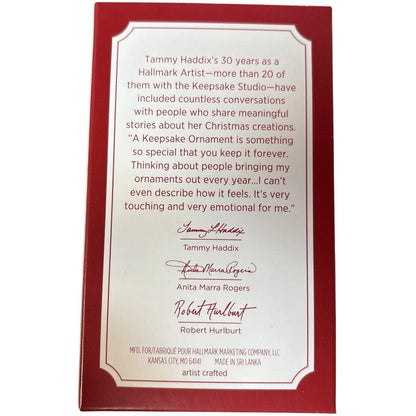 Tammy Haddix's 30 years as a
Hallmark Artist—more than 20 of
them with the Keepsake Studio—have
included countless conversations
with people who share meaningful
stories about her Christmas creations.
"A Keepsake Ornament is something
so special that you keep it forever.
Thinking about people bringing my
ornaments out every year...I can't
even describe how it feels. It's very
touching and very emotional for me."
Tammy L Haddix
Tammy Haddix
Anita Marra Rogers
Anita Marra Rogers
Robert Hurlburt
Robert Hurlburt
MFD. FOR/FABRIQUÉ POUR HALLMARK MARKETING COMPANY, LLC
KANSAS CITY, MO 64141 MADE IN SRI LANKA
artist crafted